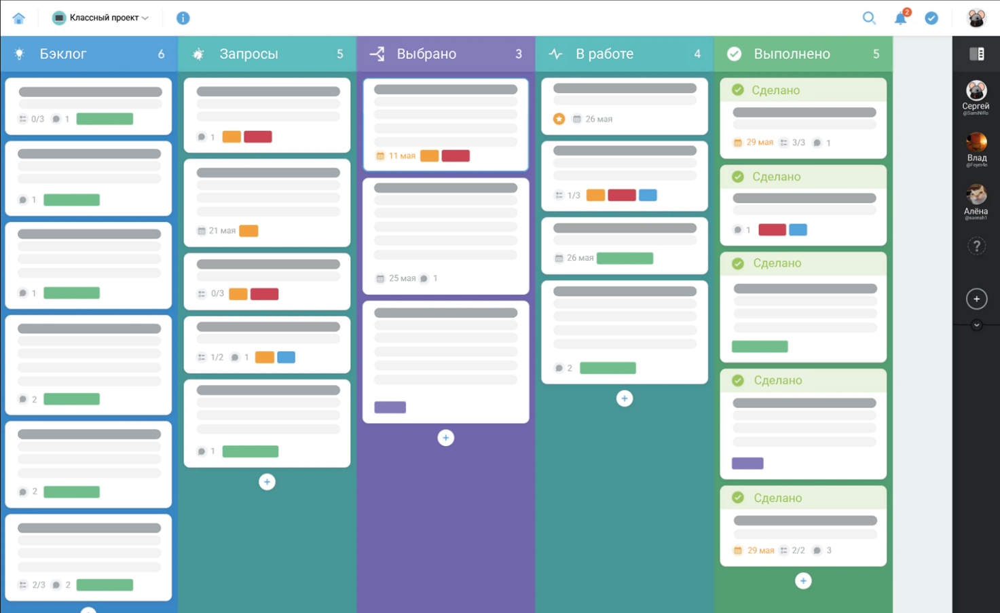 Классный проект
2
Бэклог 6
0/3 1
1
1
2
2
2/3 2
Запросы 5
1
21 мая
0/3
1/2 1
1
Выбрано 3
11 мая
25 мая 1
В работе 4
26 мая
1/3
26 мая
2
Выполнено 5
Сделано
29 мая 3/3 1
Сделано
1
Сделано
Сделано
Сделано
29 мая 2/2 3
Сергей
@SamiNiRo
Влад
@Feym4n
Алёна
?